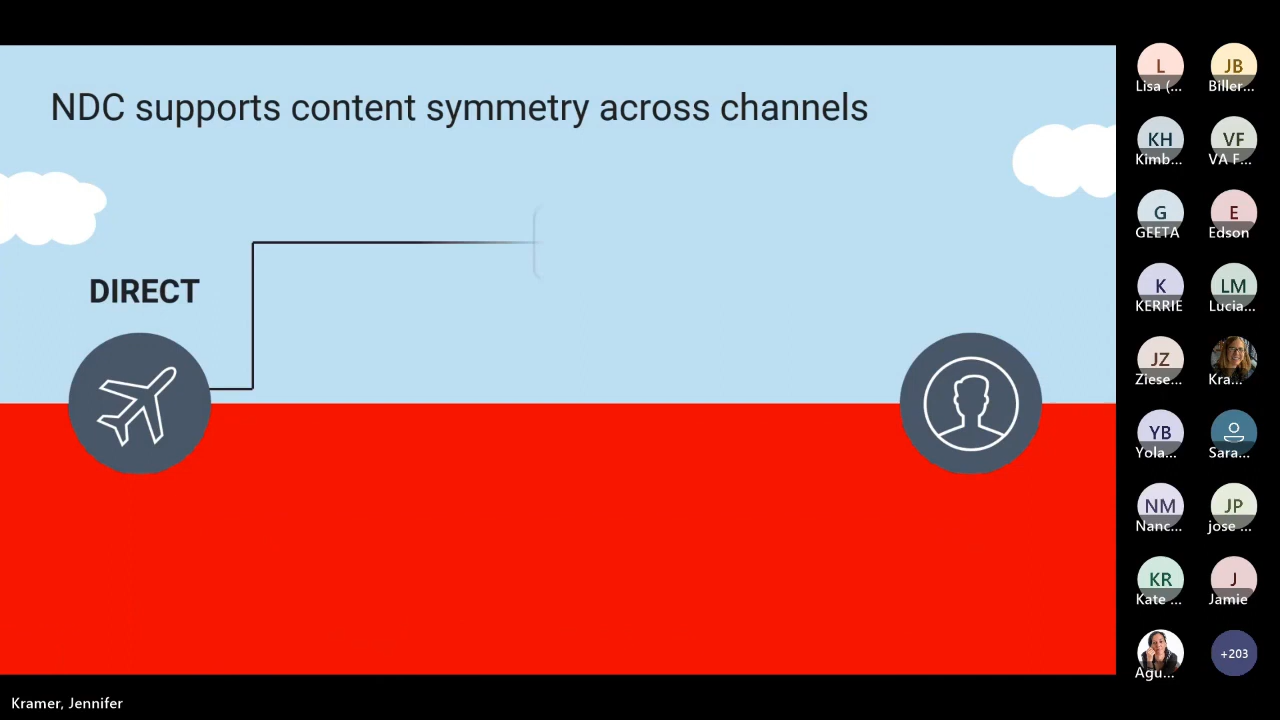 NDC supports content symmetry across channels
DIRECT
L
Lisa (...
JB
Biller...
KH
Kimb...
VF
VA F...
G
GEETA
E
Edson
K
KERRIE
LM
Lucia...
JZ
Ziese...
Kra...
YB
Yola...
Sara...
NM
Nanc...
JP
jose ...
KR
Kate ...
J
Jamie
Agu...
+203
Kramer, Jennifer